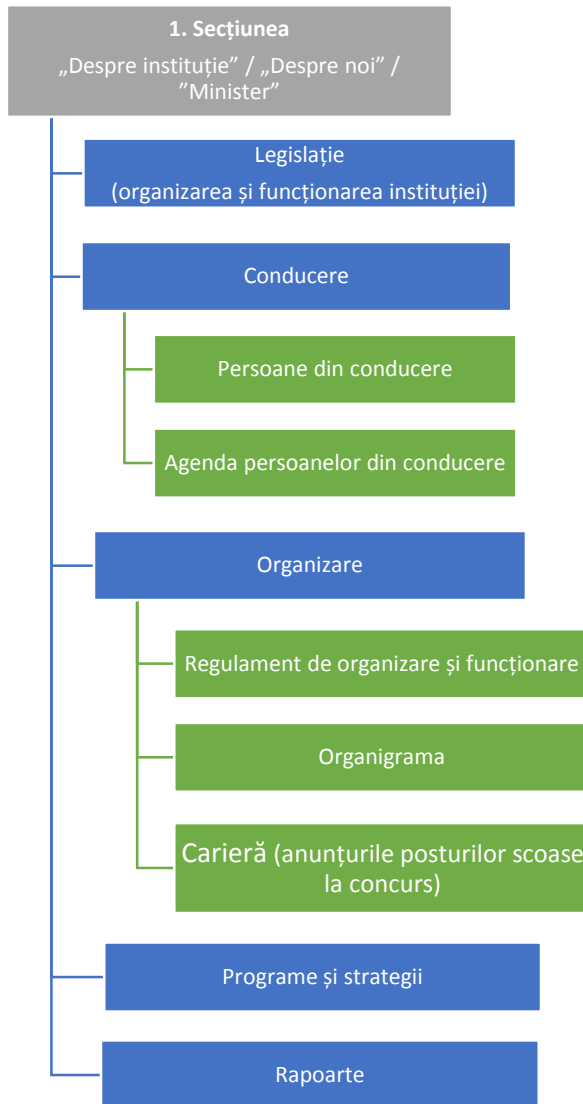 1. Secțiunea
„Despre instituție” / „Despre noi” /
”Minister”
Legislație
(organizarea și funcționarea instituției)
Conducere
Persoane din conducere
Agenda persoanelor din conducere
Organizare
Regulament de organizare și funcționare
Organigrama
Carieră (anunțurile posturilor scoase
la concurs)
Programe și strategii
Rapoarte